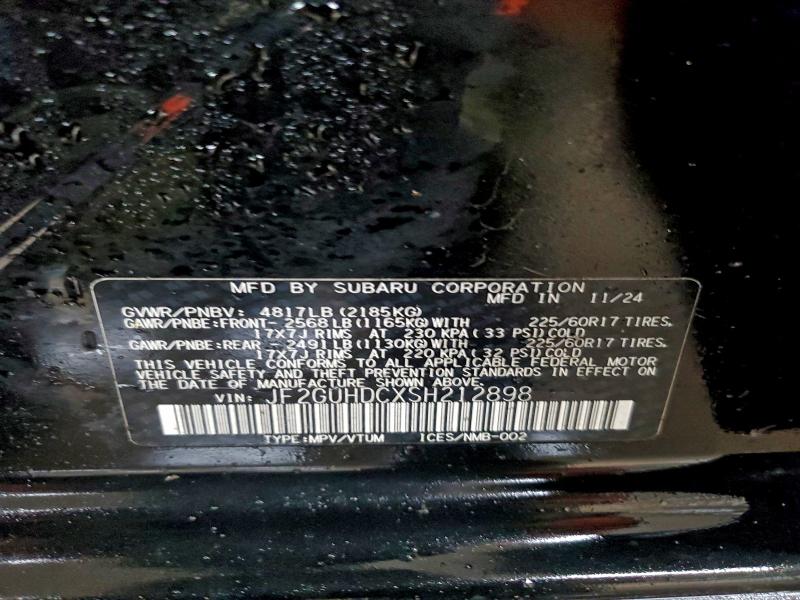 MFD BY SUBARU CORPORATION
MFD IN 11/24
GVWR/PNBV: 4817LB (2185KG)
GAWR/PNBE: FRONT- 2568 LB (1165KG) WITH 225/60R17 TIRES,
17X7J RIMS AT 230 KPA ( 33 PSI) COLD
GAWR/PNBE: REAR - 2491 LB (1130KG) WITH 225/60R17 TIRES,
17X7J RIMS AT 220 KPA ( 32 PSI) COLD
THIS VEHICLE CONFORMS TO ALL APPLICABLE FEDERAL MOTOR
VEHICLE SAFETY AND THEFT PREVENTION STANDARDS IN EFFECT ON
THE DATE OF MANUFACTURE SHOWN ABOVE.
VIN: JF2GUHDCXSH212898
TYPE:MPV/VTUM ICES/NMB-002